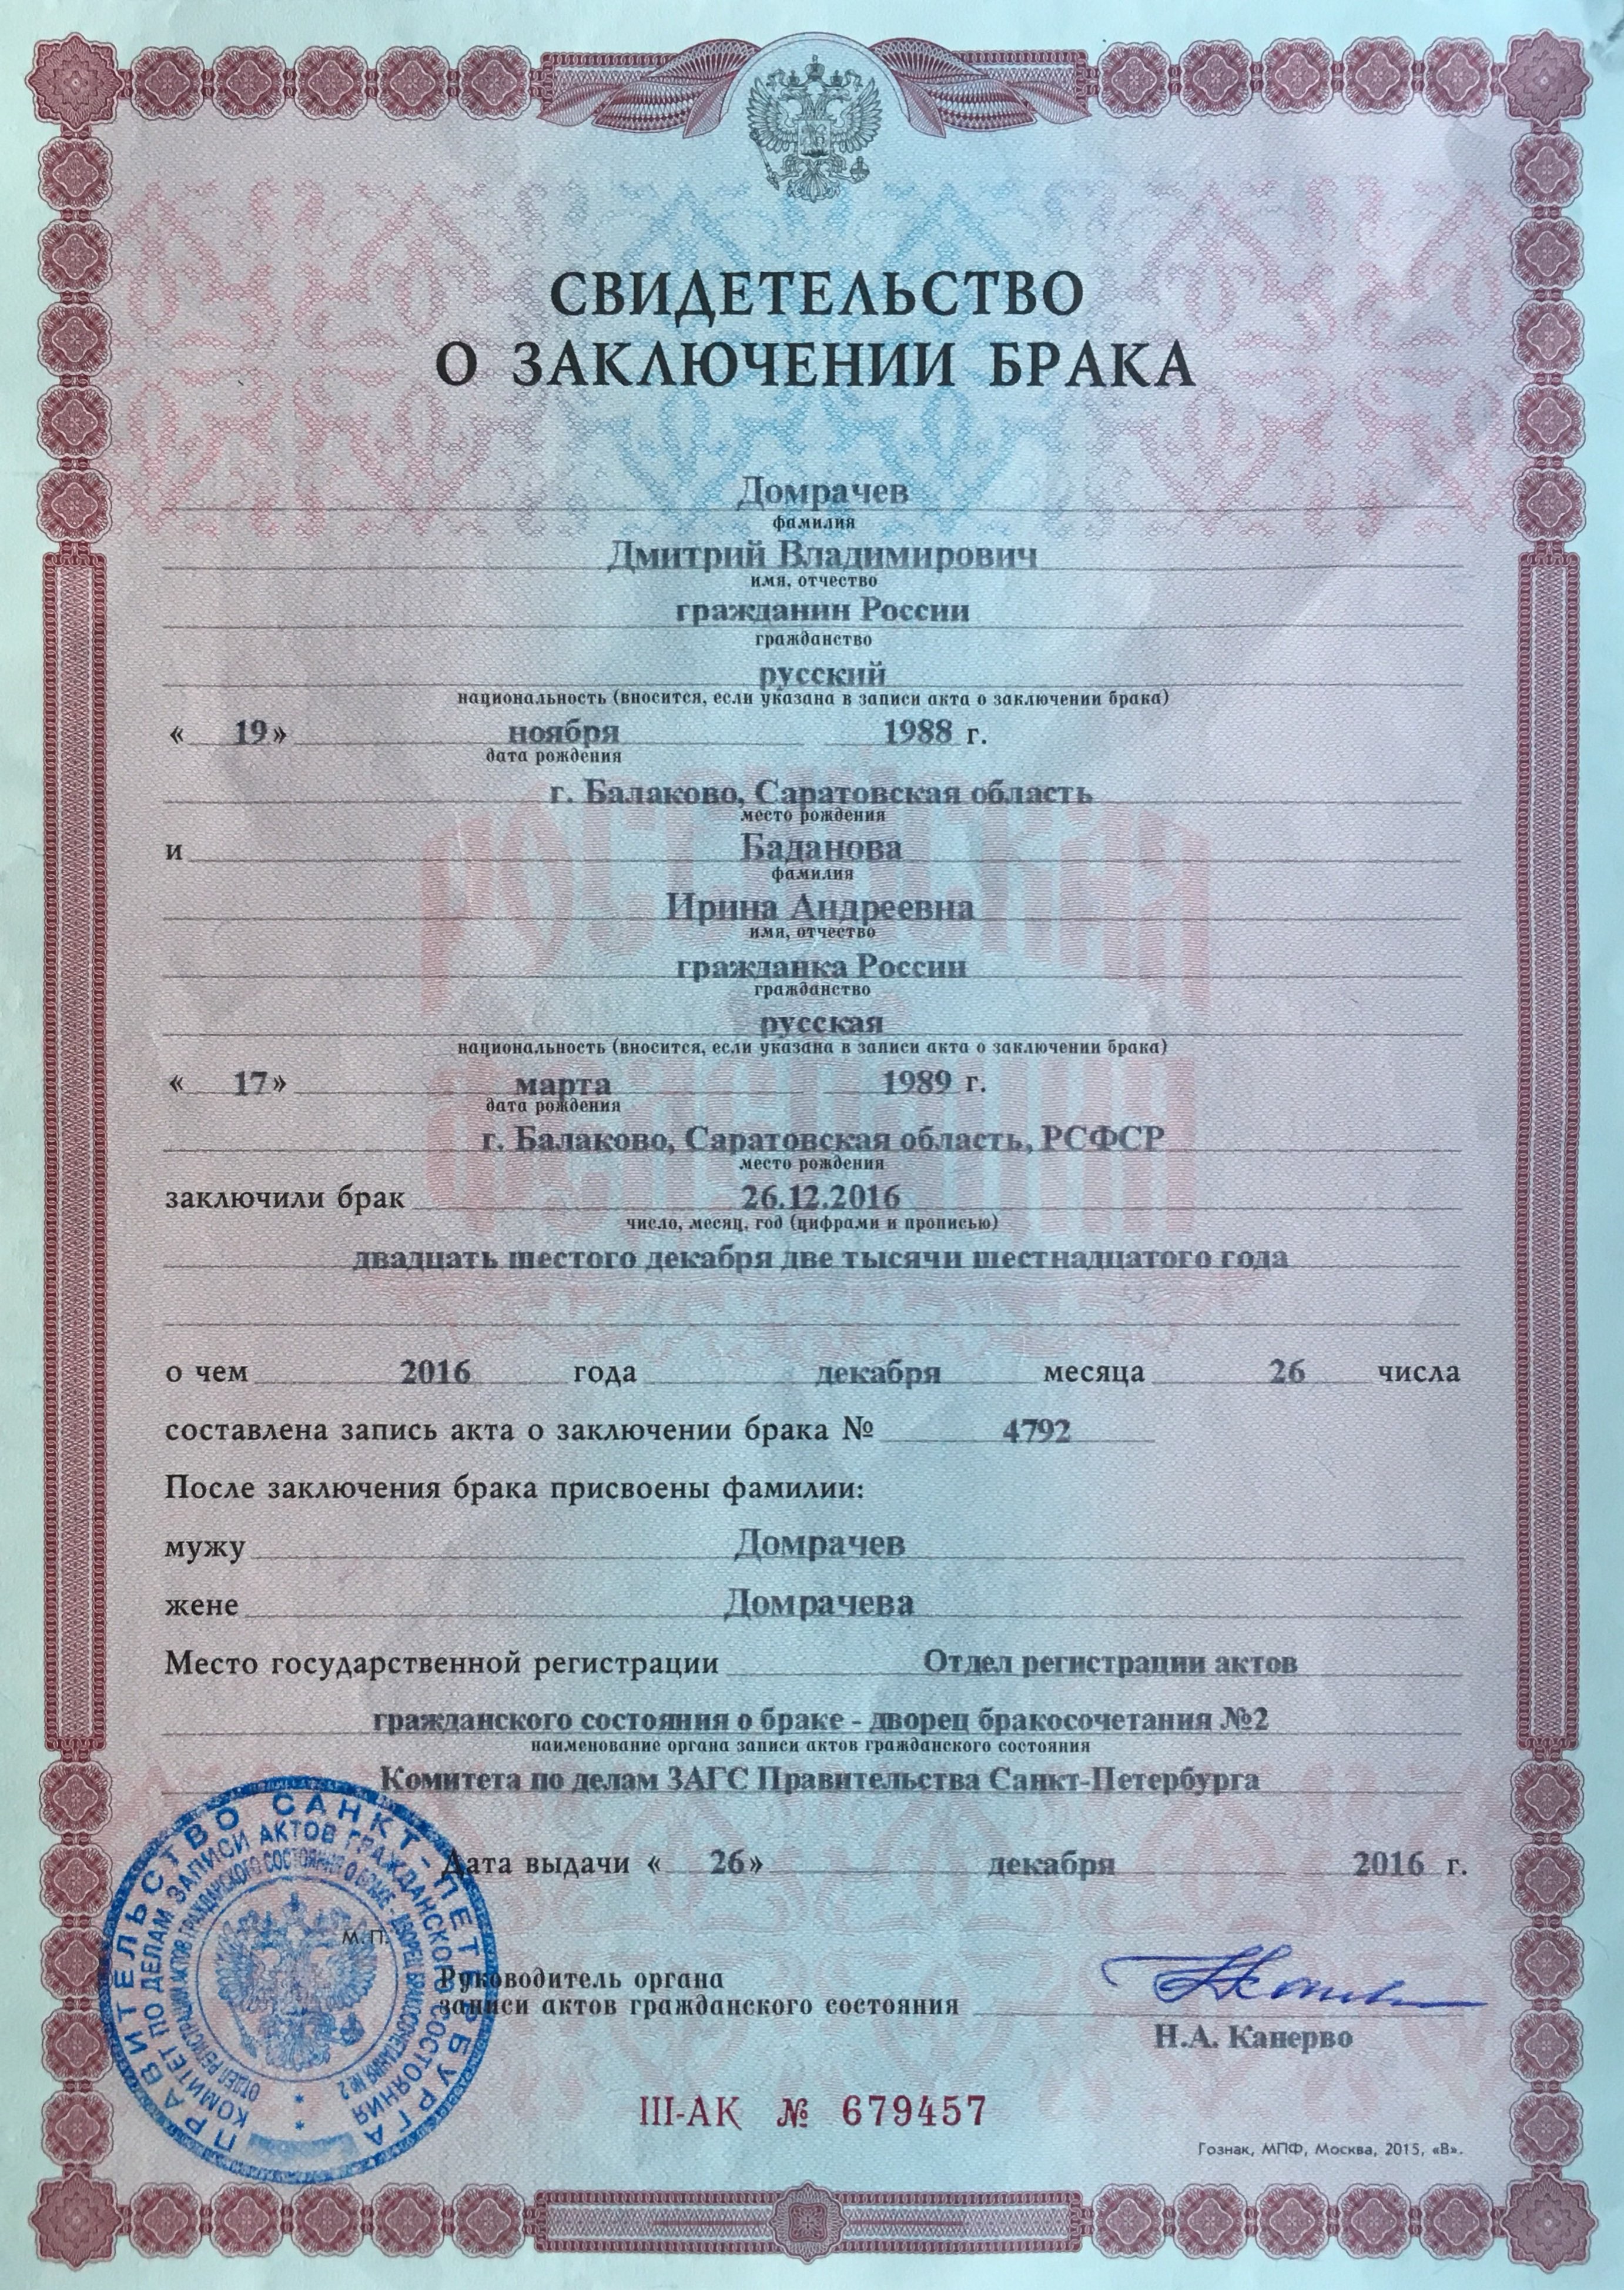 СВИДЕТЕЛЬСТВО
О ЗАКЛЮЧЕНИИ БРАКА
Домрачев
фамилия
Дмитрий Владимирович
имя, отчество
гражданин России
гражданство
русский
национальность (вносится, если указана в записи акта о заключении брака)
« 19 » ноября 1988 г.
дата рождения
г. Балаково, Саратовская область
место рождения
и Баданова
фамилия
Ирина Андреевна
имя, отчество
гражданка России
гражданство
русская
национальность (вносится, если указана в записи акта о заключении брака)
« 17 » марта 1989 г.
дата рождения
г. Балаково, Саратовская область, РСФСР
место рождения
заключили брак 26.12.2016
число, месяц, год (цифрами и прописью)
двадцать шестого декабря две тысячи шестнадцатого года
о чем 2016 года декабря месяца 26 числа
составлена запись акта о заключении брака № 4792
После заключения брака присвоены фамилии:
мужу Домрачев
жене Домрачева
Место государственной регистрации Отдел регистрации актов
гражданского состояния о браке - дворец бракосочетания №2
наименование органа записи актов гражданского состояния
Комитета по делам ЗАГС Правительства Санкт-Петербурга
Дата выдачи « 26 » декабря 2016 г.
М.П.
Руководитель органа
записи актов гражданского состояния
Н.А. Канерво
III-АК № 679457
Гознак, МПФ, Москва, 2015, «В».
ПРАВИТЕЛЬСТВО САНКТ-ПЕТЕРБУРГА
КОМИТЕТ ПО ДЕЛАМ ЗАПИСИ АКТОВ ГРАЖДАНСКОГО СОСТОЯНИЯ
ОТДЕЛ РЕГИСТРАЦИИ АКТОВ ГРАЖДАНСКОГО СОСТОЯНИЯ О БРАКЕ - ДВОРЕЦ БРАКОСОЧЕТАНИЯ № 2
РОССИЙСКАЯ
ФЕДЕРАЦИЯ